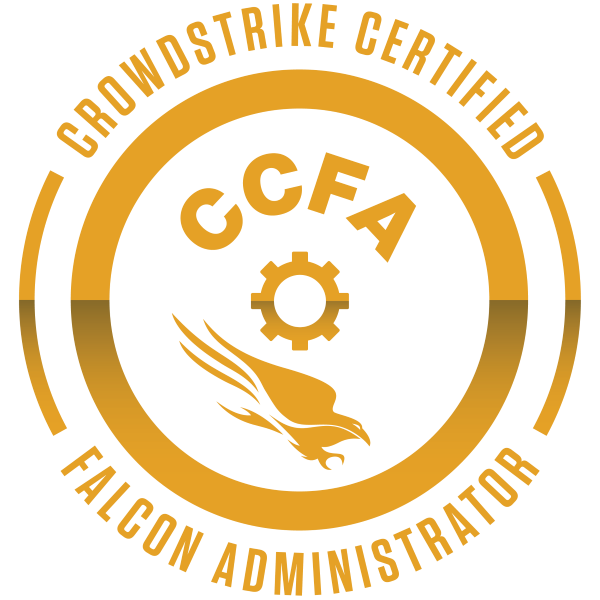 CROWDSTRIKE CERTIFIED
CCFA
FALCON ADMINISTRATOR